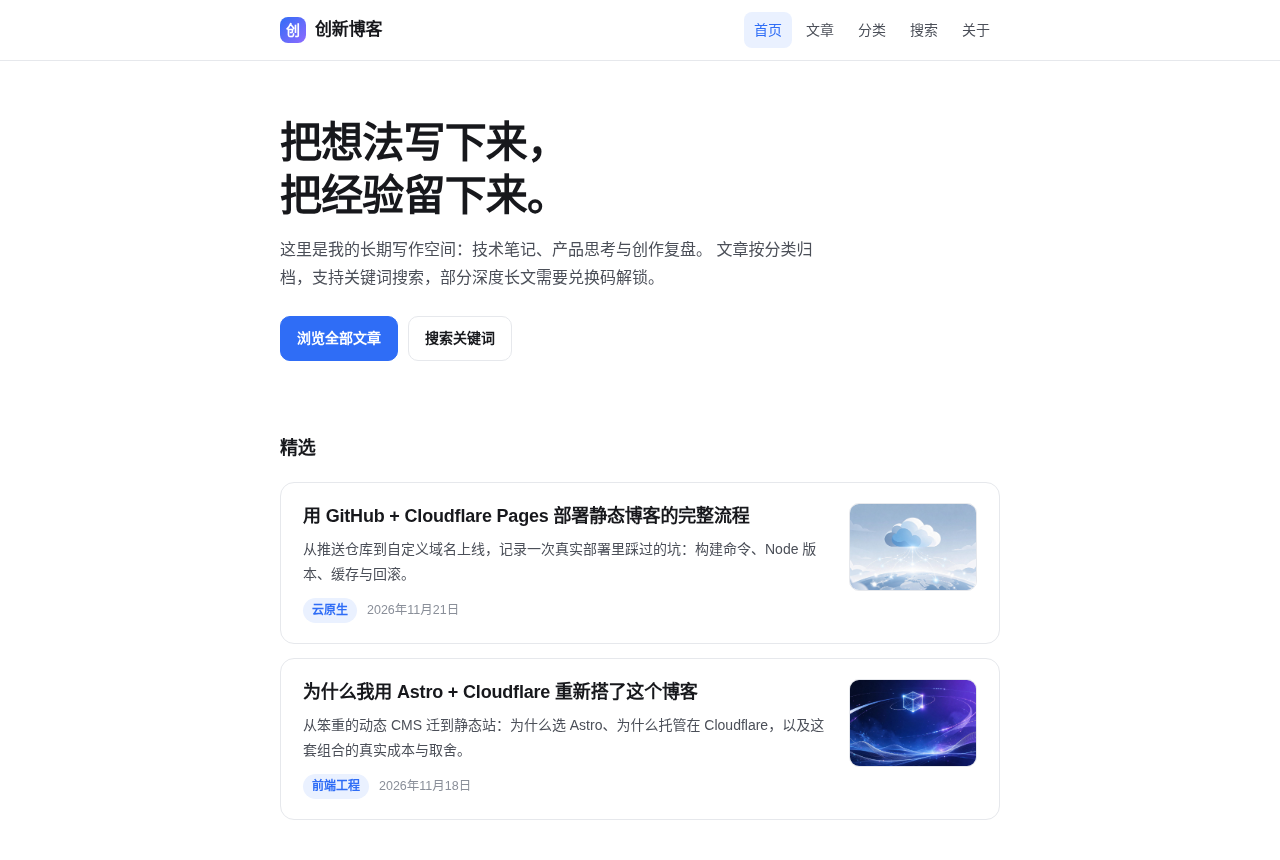 创 创新博客
首页 文章 分类 搜索 关于
把想法写下来，
把经验留下来。
这里是我的长期写作空间：技术笔记、产品思考与创作复盘。 文章按分类归
档，支持关键词搜索，部分深度长文需要兑换码解锁。
浏览全部文章 搜索关键词
精选
用 GitHub + Cloudflare Pages 部署静态博客的完整流程
从推送仓库到自定义域名上线，记录一次真实部署里踩过的坑：构建命令、Node 版
本、缓存与回滚。
云原生 2026年11月21日
为什么我用 Astro + Cloudflare 重新搭了这个博客
从笨重的动态 CMS 迁到静态站：为什么选 Astro、为什么托管在 Cloudflare，以及这
套组合的真实成本与取舍。
前端工程 2026年11月18日